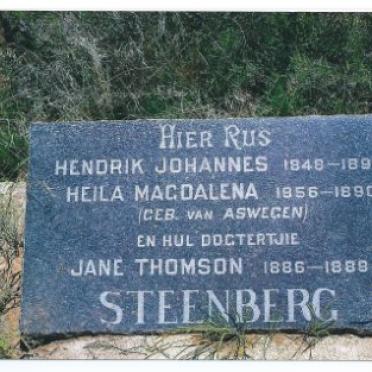 HIER RUS
HENDRIK JOHANNES 1848-189
HEILA MAGDALENA 1856-1890
(GEB. VAN ASWEGEN)
EN HUL DOGTERTJIE
JANE THOMSON 1886-1888
STEENBERG